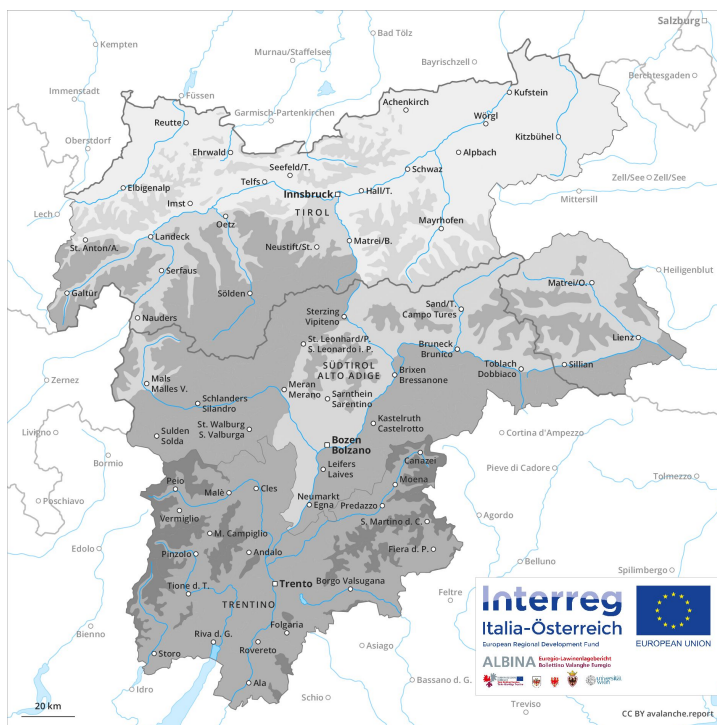 Salzburg
Kempten
Bad Tölz
Murnau/Staffelsee
Bayrischzell
Berchtesgaden
Immenstadt
Füssen
Kufstein
Achenkirch
Garmisch-Partenkirchen
Wörgl
Reutte
Oberstdorf
Ehrwald
Kitzbühel
Alpbach
Seefeld/T.
Schwaz
Telfs
Zell/See
Zell/See
Elbigenalp
Innsbruck
Hall/T.
Mittersill
Imst
TIROL
Lech
Oetz
Mayrhofen
Landeck
St. Anton/A.
Neustift/St.
Matrei/B.
Serfaus
Heiligenblut
Matrei/O.
Galtür
Sölden
Sand/T.
Campo Tures
Nauders
Sterzing
Vipiteno
Lienz
St. Leonhard/P.
S. Leonardo i. P.
Bruneck
Brunico
Toblach
Dobbiaco
Sillian
SÜDTIROL
ALTO ADIGE
Brixen
Bressanone
Zernez
Mals
Malles V.
Meran
Merano
Sarnthein
Sarentino
Schlanders
Silandro
Kastelruth
Castelrotto
St. Walburg
S. Valburga
Livigno
Sulden
Solda
Cortina d'Ampezzo
Bozen
Bolzano
Canazei
Bormio
Leifers
Laives
Pieve di Cadore
Tolmezzo
Peio
Malè
Cles
Moena
Poschiavo
Neumarkt
Egna
Predazzo
Vermiglio
Agordo
S. Martino d. C.
M. Campiglio
Edolo
Pinzolo
Andalo
Fiera d. P.
Belluno
Spilimbergo
Tione d. T.
Trento
Borgo Valsugana
Feltre
TRENTINO
Folgaria
Bienno
Riva d. G.
Rovereto
Storo
Asiago
Ala
Bassano d. G.
Idro
Schio
Treviso
20 km
Interreg
Italia-Österreich
European Regional Development Fund
EUROPEAN UNION
ALBINA
Euregio-Lawinenlagebericht
Bollettino Valanghe Euregio
CC BY avalanche.report